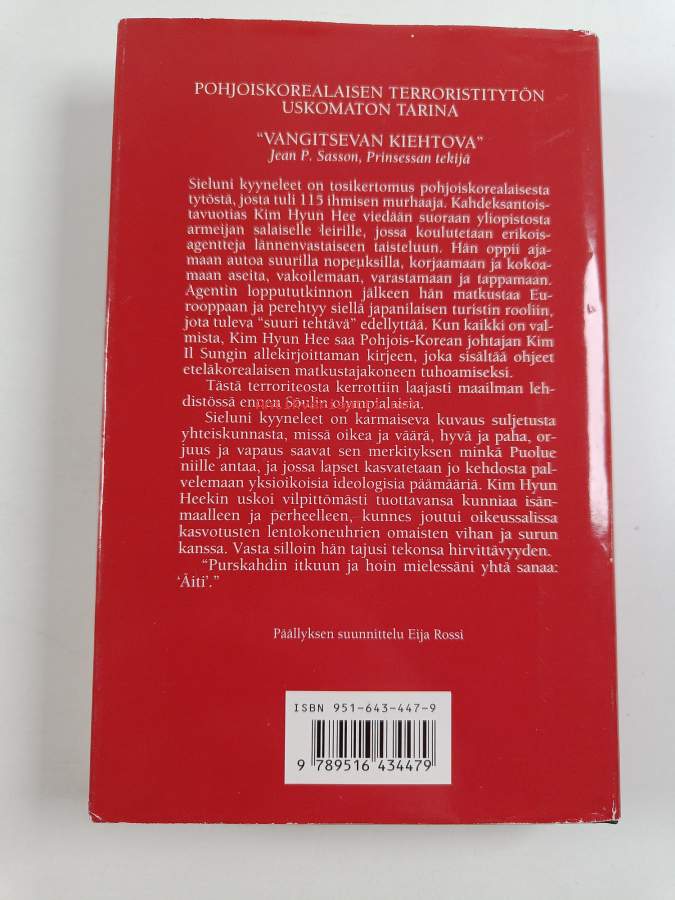 POHJOISKOREALAISEN TERRORISTITYTÖN
USKOMATON TARINA
“VANGITSEVAN KIEHTOVA”
Jean P. Sasson, Prinsessan tekijä
Sieluni kyyneleet on tosikertomus pohjoiskorealaisesta
tytöstä, josta tuli 115 ihmisen murhaaja. Kahdeksantois-
tavuotias Kim Hyun Hee viedään suoraan yliopistosta
armeijan salaiselle leirille, jossa koulutetaan erikois-
agentteja lännenvastaiseen taisteluun. Hän oppii aja-
maan autoa suurilla nopeuksilla, korjaamaan ja kokoa-
maan aseita, vakoilemaan, varastamaan ja tappamaan.
Agentin loppututkinnon jälkeen hän matkustaa Eu-
rooppaan ja perehtyy siellä japanilaisen turistin rooliin,
jota tuleva “suuri tehtävä” edellyttää. Kun kaikki on val-
mista, Kim Hyun Hee saa Pohjois-Korean johtajan Kim
Il Sungin allekirjoittaman kirjeen, joka sisältää ohjeet
eteläkorealaisen matkustajakoneen tuhoamiseksi.
Tästä terroriteosta kerrottiin laajasti maailman leh-
distössä ennen Söulin olympialaisia.
Sieluni kyyneleet on karmaiseva kuvaus suljetusta
yhteiskunnasta, missä oikea ja väärä, hyvä ja paha, or-
juus ja vapaus saavat sen merkityksen minkä Puolue
niille antaa, ja jossa lapset kasvatetaan jo kehdosta pal-
velemaan yksioikoisia ideologisia päämääriä. Kim Hyun
Heekin uskoi vilpittömästi tuottavansa kunniaa isän-
maalleen ja perheelleen, kunnes joutui oikeussalissa
kasvotusten lentokoneuhrien omaisten vihan ja surun
kanssa. Vasta silloin hän tajusi tekonsa hirvittävyyden.
“Purskahdin itkuun ja hoin mielessäni yhtä sanaa:
‘Äiti’.”
Päällyksen suunnittelu Eija Rossi
ISBN 951-643-447-9
9 789516 434479